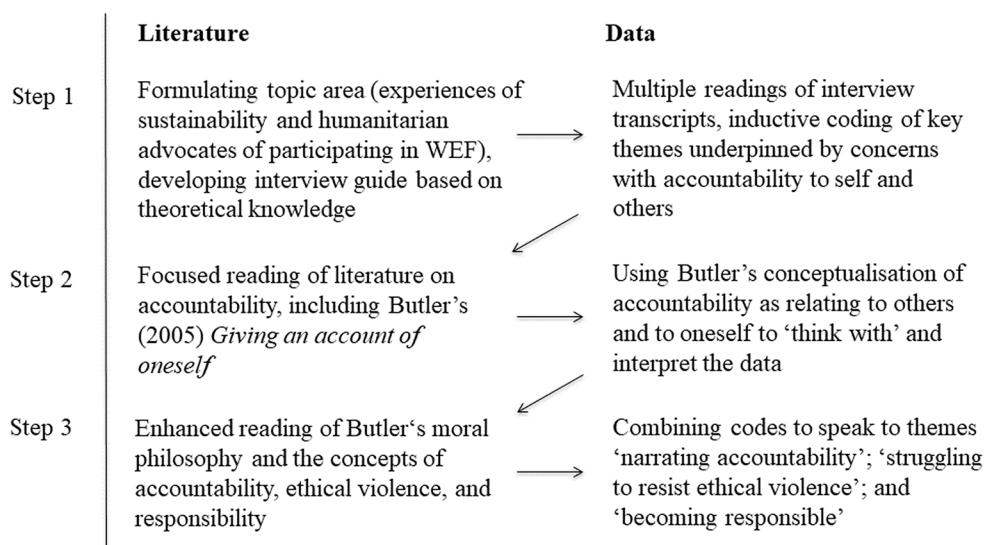 Literature
Data
Step 1
Formulating topic area (experiences of
sustainability and humanitarian
advocates of participating in WEF),
developing interview guide based on
theoretical knowledge
Multiple readings of interview
transcripts, inductive coding of key
themes underpinned by concerns
with accountability to self and
others
Step 2
Focused reading of literature on
accountability, including Butler’s
(2005) Giving an account of
oneself
Using Butler’s conceptualisation of
accountability as relating to others
and to oneself to ‘think with’ and
interpret the data
Step 3
Enhanced reading of Butler‘s moral
philosophy and the concepts of
accountability, ethical violence, and
responsibility
Combining codes to speak to themes
‘narrating accountability’; ‘struggling
to resist ethical violence’; and
‘becoming responsible’